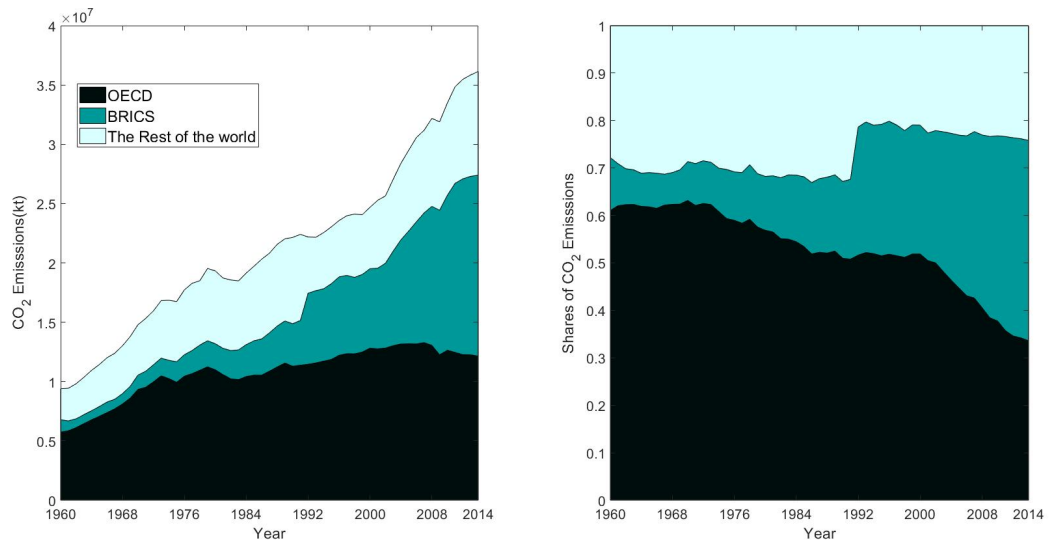 4 ×10⁷
3.5
3
2.5
2
1.5
1
0.5
0
CO₂ Emisssions(kt)
OECD
BRICS
The Rest of the world
1960 1968 1976 1984 1992 2000 2008 2014
Year
1
0.9
0.8
0.7
0.6
0.5
0.4
0.3
0.2
0.1
0
Shares of CO₂ Emisssions
1960 1968 1976 1984 1992 2000 2008 2014
Year